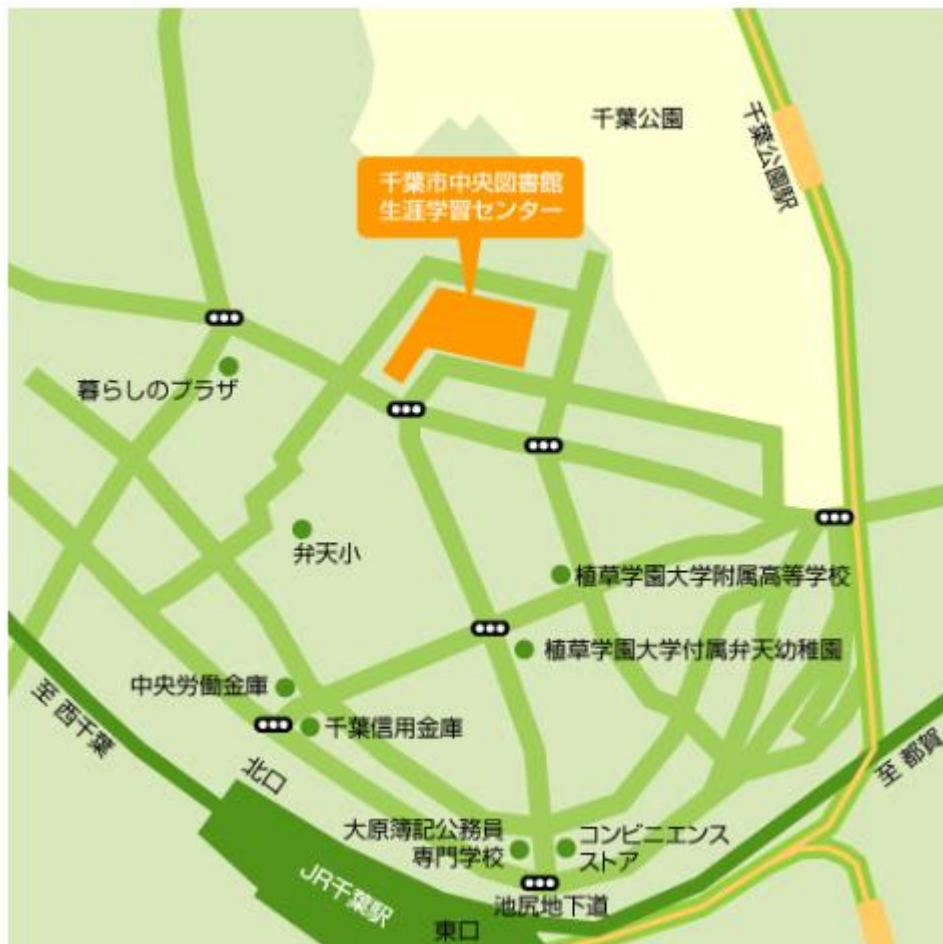 千葉公園
千葉公園駅
千葉市中央図書館
生涯学習センター
暮らしのプラザ
弁天小
植草学園大学附属高等学校
植草学園大学付属弁天幼稚園
中央労働金庫
千葉信用金庫
至 西千葉
至 都賀
北口
大原簿記公務員
専門学校
コンビニエンス
ストア
JR千葉駅
池尻地下道
東口